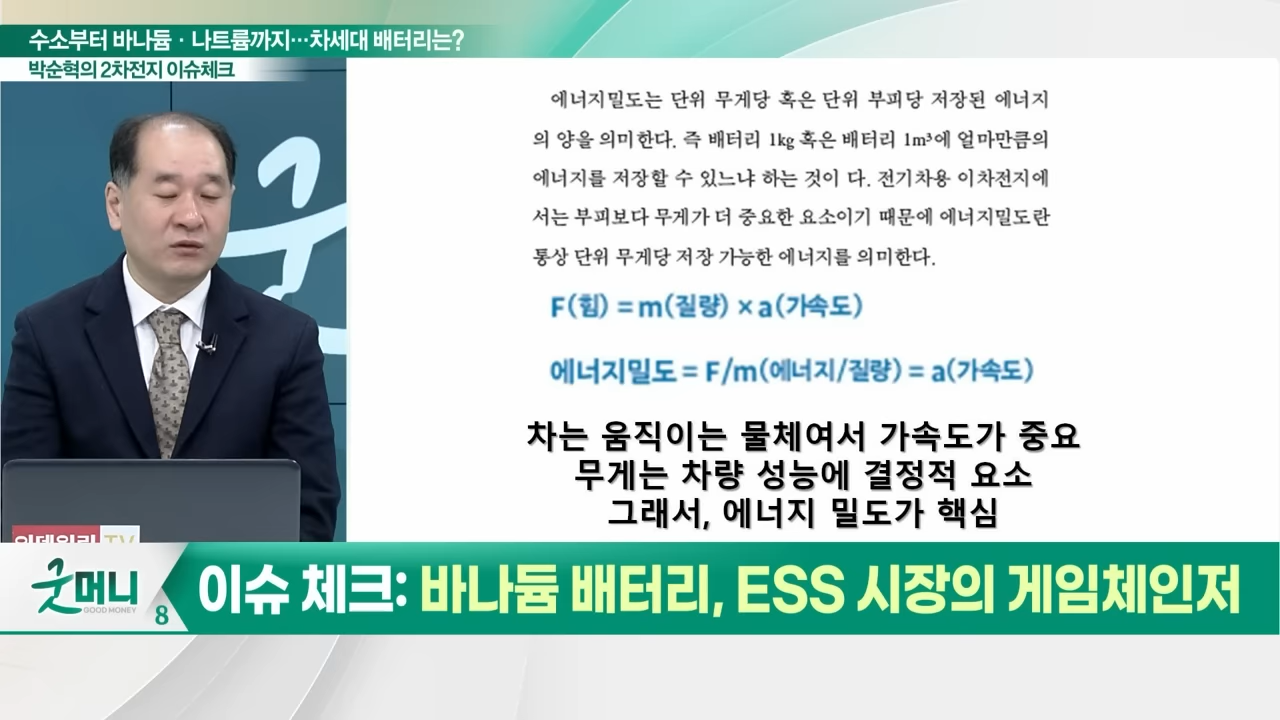 수소부터 바나듐·나트륨까…차세대 배터리는?
박순혁의 2차전지 이슈체크
에너지밀도는 단위 무게당 혹은 단위 부피당 저장된 에너지
의 양을 의미한다. 즉 배터리 1kg 혹은 배터리 1m³에 얼마만큼의
에너지를 저장할 수 있느냐 하는 것이 다. 전기차용 이차전지에
서는 부피보다 무게가 더 중요한 요소이기 때문에 에너지밀도란
통상 단위 무게당 저장 가능한 에너지를 의미한다.
F(힘) = m(질량) × a(가속도)
에너지밀도 = F/m(에너지/질량) = a(가속도)
차는 움직이는 물체여서 가속도가 중요
무게는 차량 성능에 결정적 요소
그래서, 에너지 밀도가 핵심
TV
굿머니
GOOD MONEY
8
이슈 체크: 바나듐 배터리, ESS 시장의 게임체인저